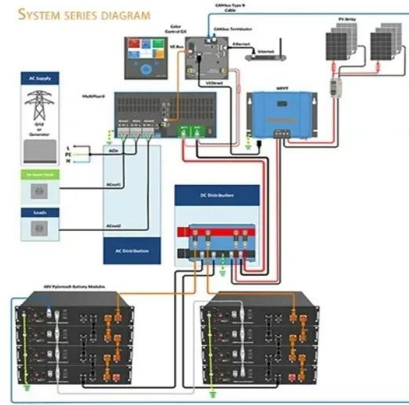 SYSTEM SERIES DIAGRAM
CANbus Type B
Cable
Color
Control GX
CANbus Terminator
PV Array
VE.Bus
Ethernet
Internet
AC Supply
VE.Direct
MPPT
MultiPlus-II
Grid
or
Generator
L
PE
N
ACin
ACout1
Loads
ACout2
DC Distribution
AC Distribution
48V Pylontech Battery Modules